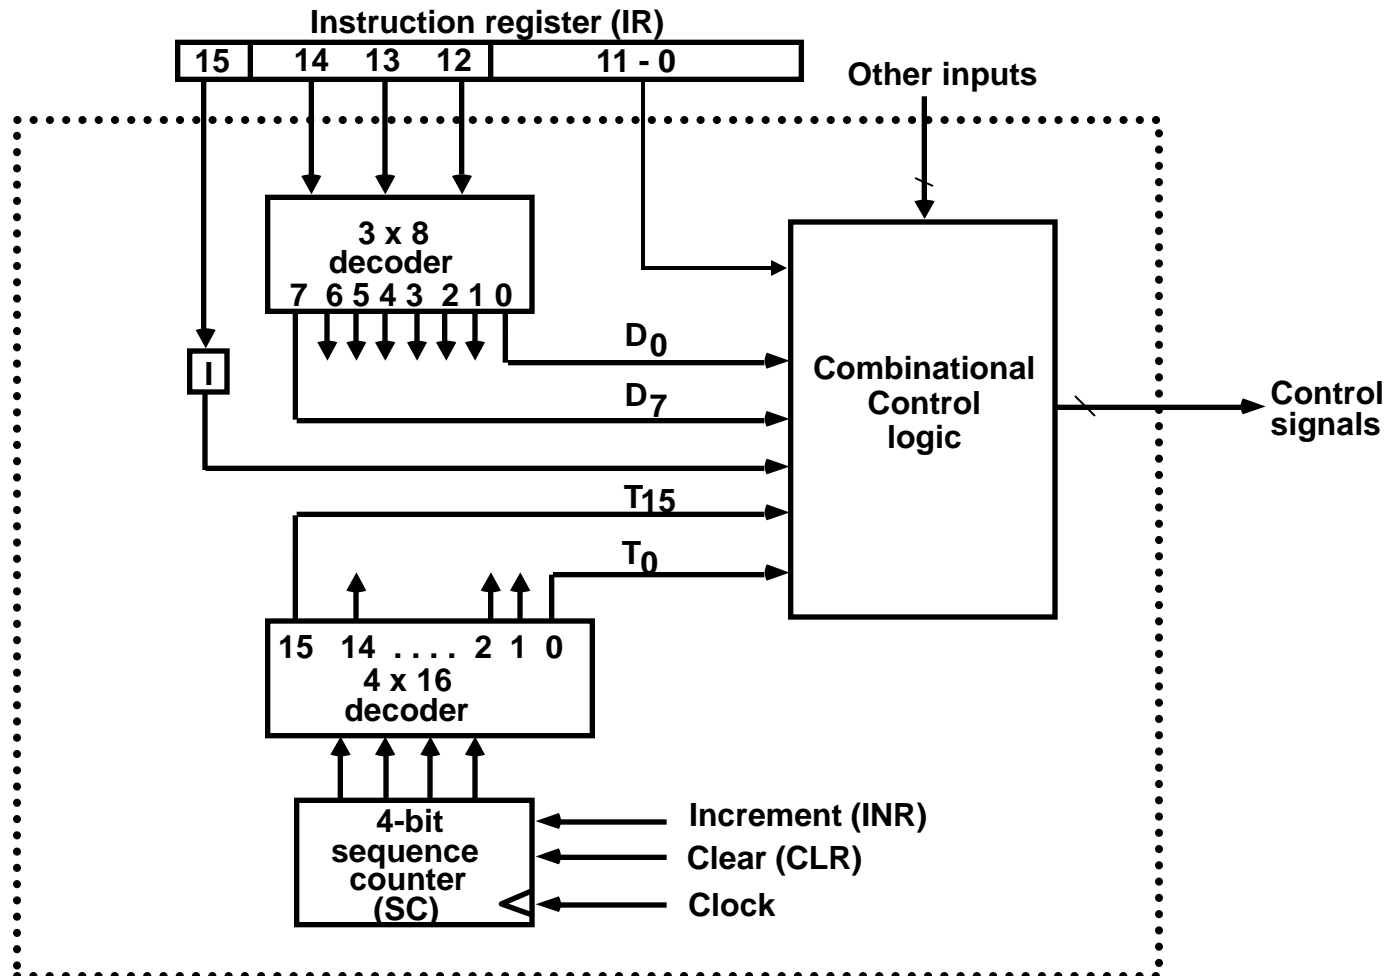 Instruction register (IR)
15 14 13 12 11 - 0
Other inputs
3 x 8
decoder
7 6 5 4 3 2 1 0
D0
I
D7
Combinational
Control
logic
Control
signals
T15
T0
15 14 . . . . 2 1 0
4 x 16
decoder
4-bit
sequence
counter
(SC)
Increment (INR)
Clear (CLR)
Clock